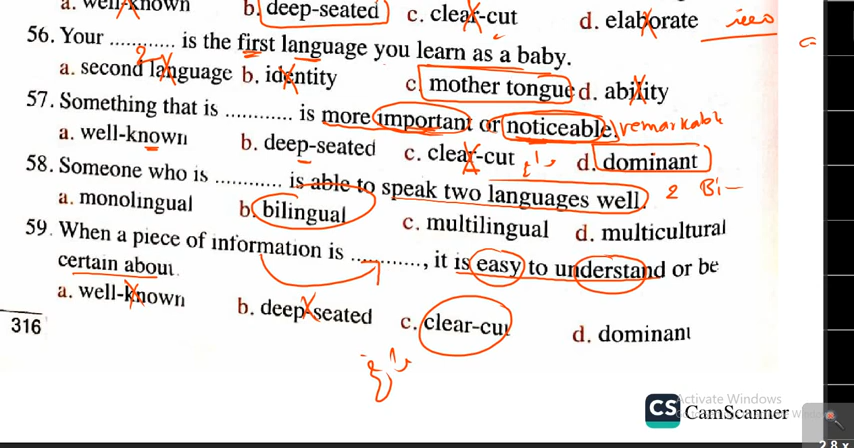 a. well-known b. deep-seated c. clear-cut d. elaborate
56. Your ............ is the first language you learn as a baby.
a. second language b. identity c. mother tongue d. ability
57. Something that is ............ is more important or noticeable remarkable
a. well-known b. deep-seated c. clear-cut d. dominant
58. Someone who is ............ is able to speak two languages well. 2 Bi-
a. monolingual b. bilingual c. multilingual d. multicultural
59. When a piece of information is ............, it is easy to understand or be
certain about
a. well-known b. deep-seated c. clear-cut d. dominant
316
Activate Windows
CS CamScanner